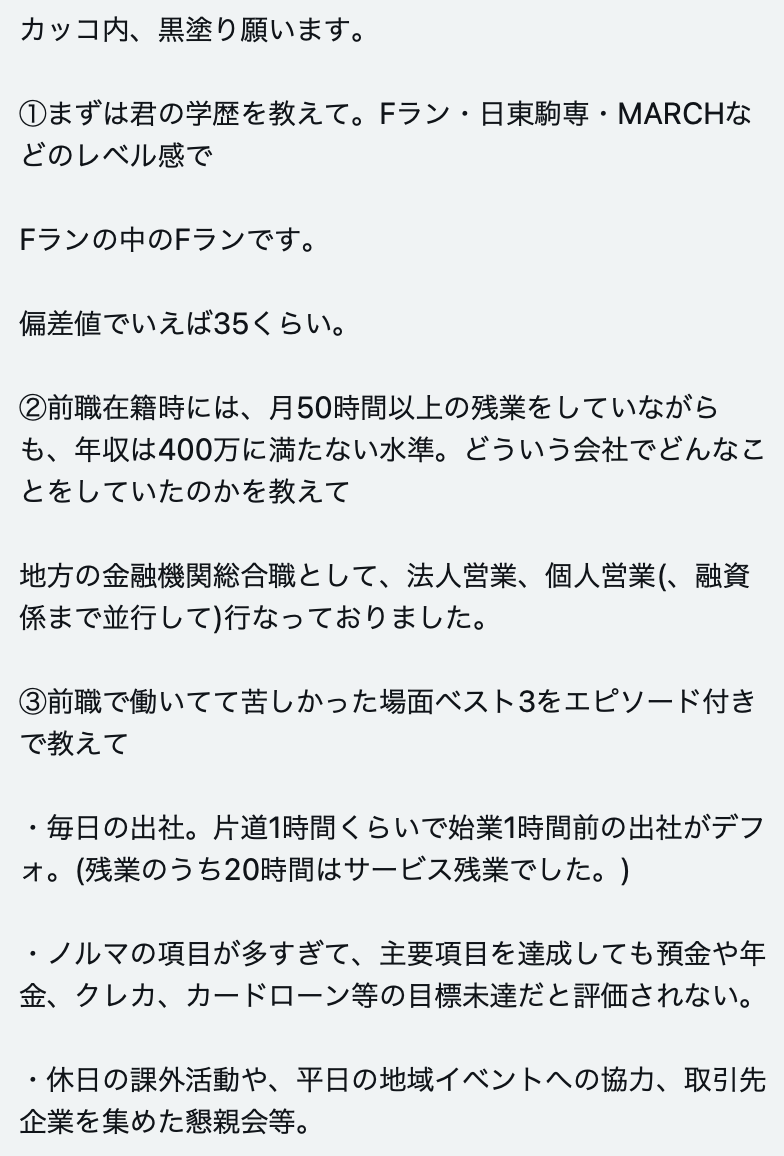 カッコ内、黒塗り願います。
①まずは君の学歴を教えて。Fラン・日東駒専・MARCHな
どのレベル感で
Fランの中のFランです。
偏差値でいえば35くらい。
②前職在籍時には、月50時間以上の残業をしていながら
も、年収は400万に満たない水準。どういう会社でどんなこ
とをしていたのかを教えて
地方の金融機関総合職として、法人営業、個人営業(、融資
係まで並行して)行なっておりました。
③前職で働いてて苦しかった場面ベスト3をエピソード付き
で教えて
・毎日の出社。片道1時間くらいで始業1時間前の出社がデフ
ォ。(残業のうち20時間はサービス残業でした。)
・ノルマの項目が多すぎて、主要項目を達成しても預金や年
金、クレカ、カードローン等の目標未達だと評価されない。
・休日の課外活動や、平日の地域イベントへの協力、取引先
企業を集めた懇親会等。